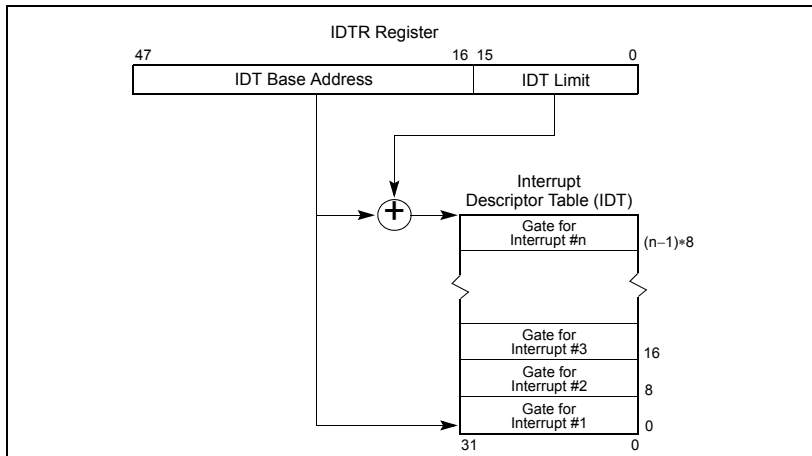 IDTR Register
47 16 15 0
IDT Base Address IDT Limit
+
Interrupt
Descriptor Table (IDT)
Gate for
Interrupt #n
(n−1)∗8
Gate for
Interrupt #3
16
Gate for
Interrupt #2
8
Gate for
Interrupt #1
0
31 0